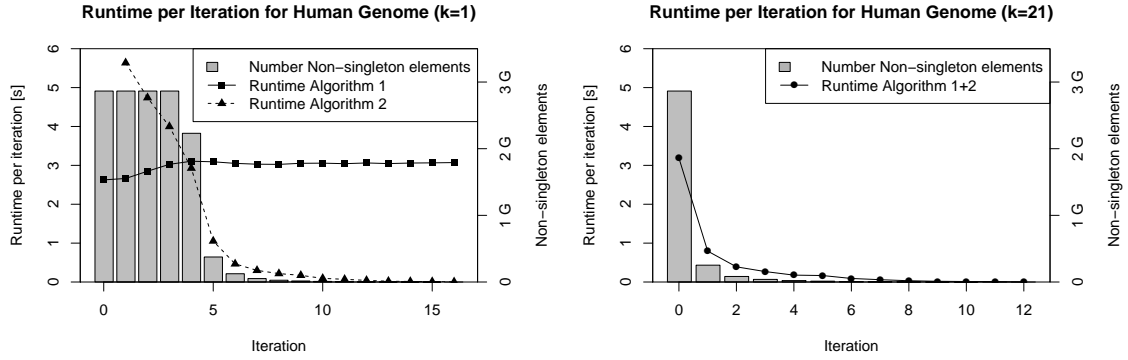 Runtime per Iteration for Human Genome (k=1)
Runtime per iteration [s]
6
5
4
3
2
1
0
Number Non−singleton elements
Runtime Algorithm 1
Runtime Algorithm 2
3 G
2 G
1 G
0
Non−singleton elements
0
5
10
15
Iteration
Runtime per Iteration for Human Genome (k=21)
Runtime per iteration [s]
6
5
4
3
2
1
0
Number Non−singleton elements
Runtime Algorithm 1+2
3 G
2 G
1 G
0
Non−singleton elements
0
2
4
6
8
10
12
Iteration